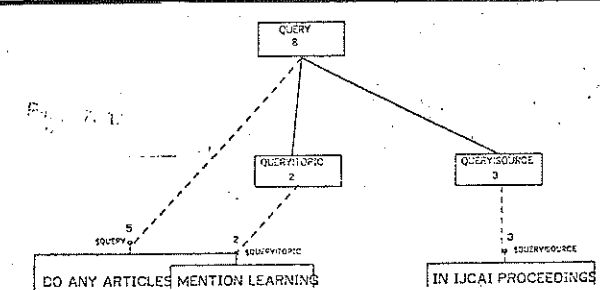 QUERY
8
QUERY:TOPIC
2
QUERY:SOURCE
3
5
$QUERY
2
$QUERY:TOPIC
3
$QUERY:SOURCE
DO ANY ARTICLES MENTION LEARNING
IN IJCAI PROCEEDINGS